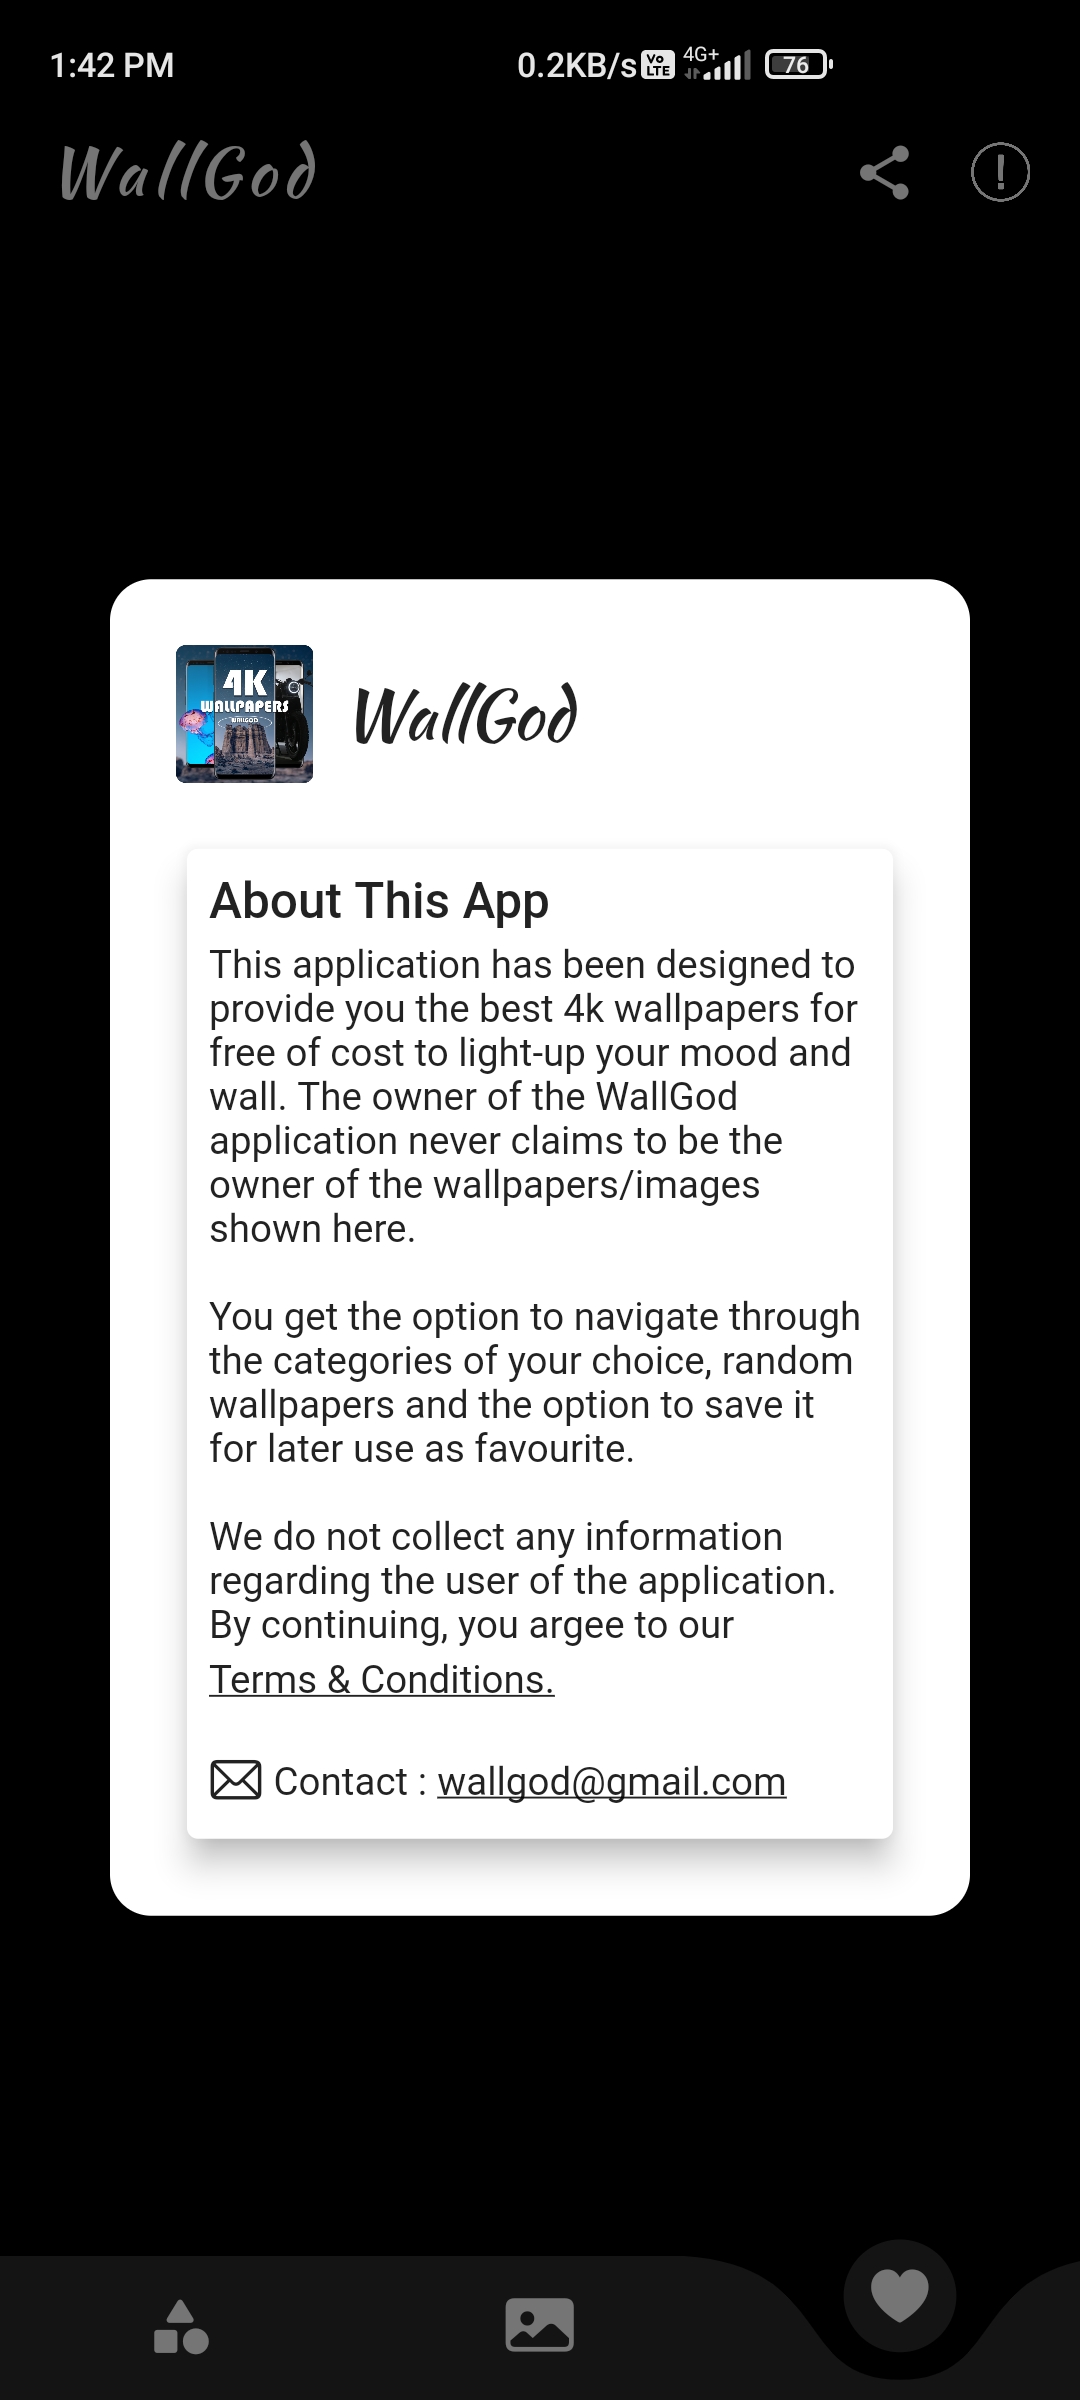 1:42 PM 0.2KB/s Vo LTE 4G+ 76
WallGod
4K
WALLPAPERS
WALLGOD
WallGod
About This App
This application has been designed to
provide you the best 4k wallpapers for
free of cost to light-up your mood and
wall. The owner of the WallGod
application never claims to be the
owner of the wallpapers/images
shown here.
You get the option to navigate through
the categories of your choice, random
wallpapers and the option to save it
for later use as favourite.
We do not collect any information
regarding the user of the application.
By continuing, you argee to our
Terms & Conditions.
Contact : wallgod@gmail.com